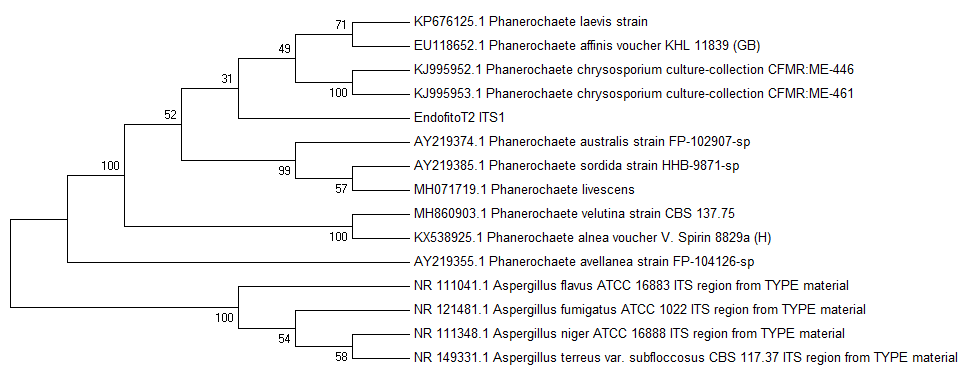 71
KP676125.1 Phanerochaete laevis strain
49
EU118652.1 Phanerochaete affinis voucher KHL 11839 (GB)
31
KJ995952.1 Phanerochaete chrysosporium culture-collection CFMR:ME-446
100
KJ995953.1 Phanerochaete chrysosporium culture-collection CFMR:ME-461
52
EndofitoT2 ITS1
AY219374.1 Phanerochaete australis strain FP-102907-sp
100
99
AY219385.1 Phanerochaete sordida strain HHB-9871-sp
57
MH071719.1 Phanerochaete livescens
MH860903.1 Phanerochaete velutina strain CBS 137.75
100
KX538925.1 Phanerochaete alnea voucher V. Spirin 8829a (H)
AY219355.1 Phanerochaete avellanea strain FP-104126-sp
NR 111041.1 Aspergillus flavus ATCC 16883 ITS region from TYPE material
100
NR 121481.1 Aspergillus fumigatus ATCC 1022 ITS region from TYPE material
54
NR 111348.1 Aspergillus niger ATCC 16888 ITS region from TYPE material
58
NR 149331.1 Aspergillus terreus var. subfloccosus CBS 117.37 ITS region from TYPE material